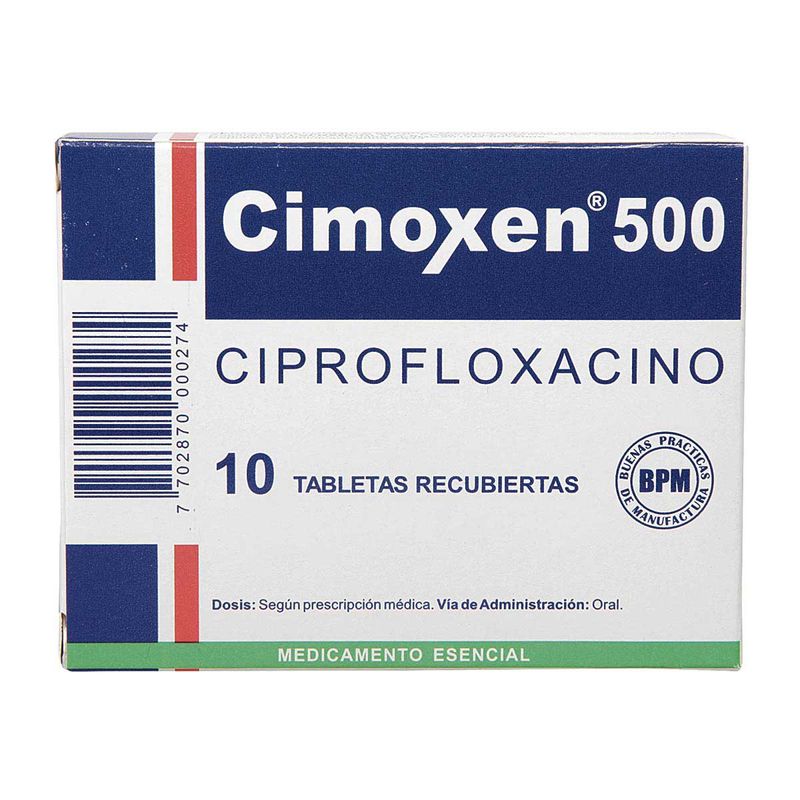 Cimoxen® 500
CIPROFLOXACINO
10 TABLETAS RECUBIERTAS
BUENAS PRACTICAS
BPM
DE MANUFACTURA
7 702870 000274
Dosis: Según prescripción médica. Vía de Administración: Oral.
MEDICAMENTO ESENCIAL